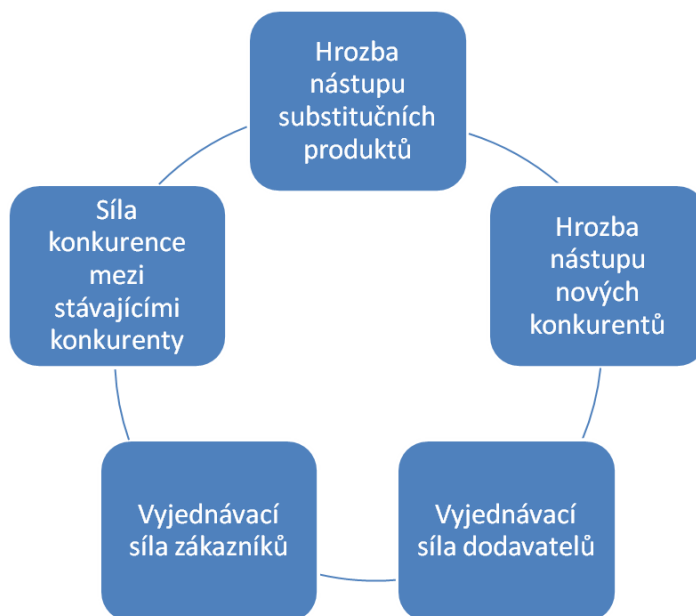 Hrozba
nástupu
substitučních
produktů
Síla
konkurence
mezi
stávajícími
konkurenty
Hrozba
nástupu
nových
konkurentů
Vyjednávací
síla zákazníků
Vyjednávací
síla dodavatelů